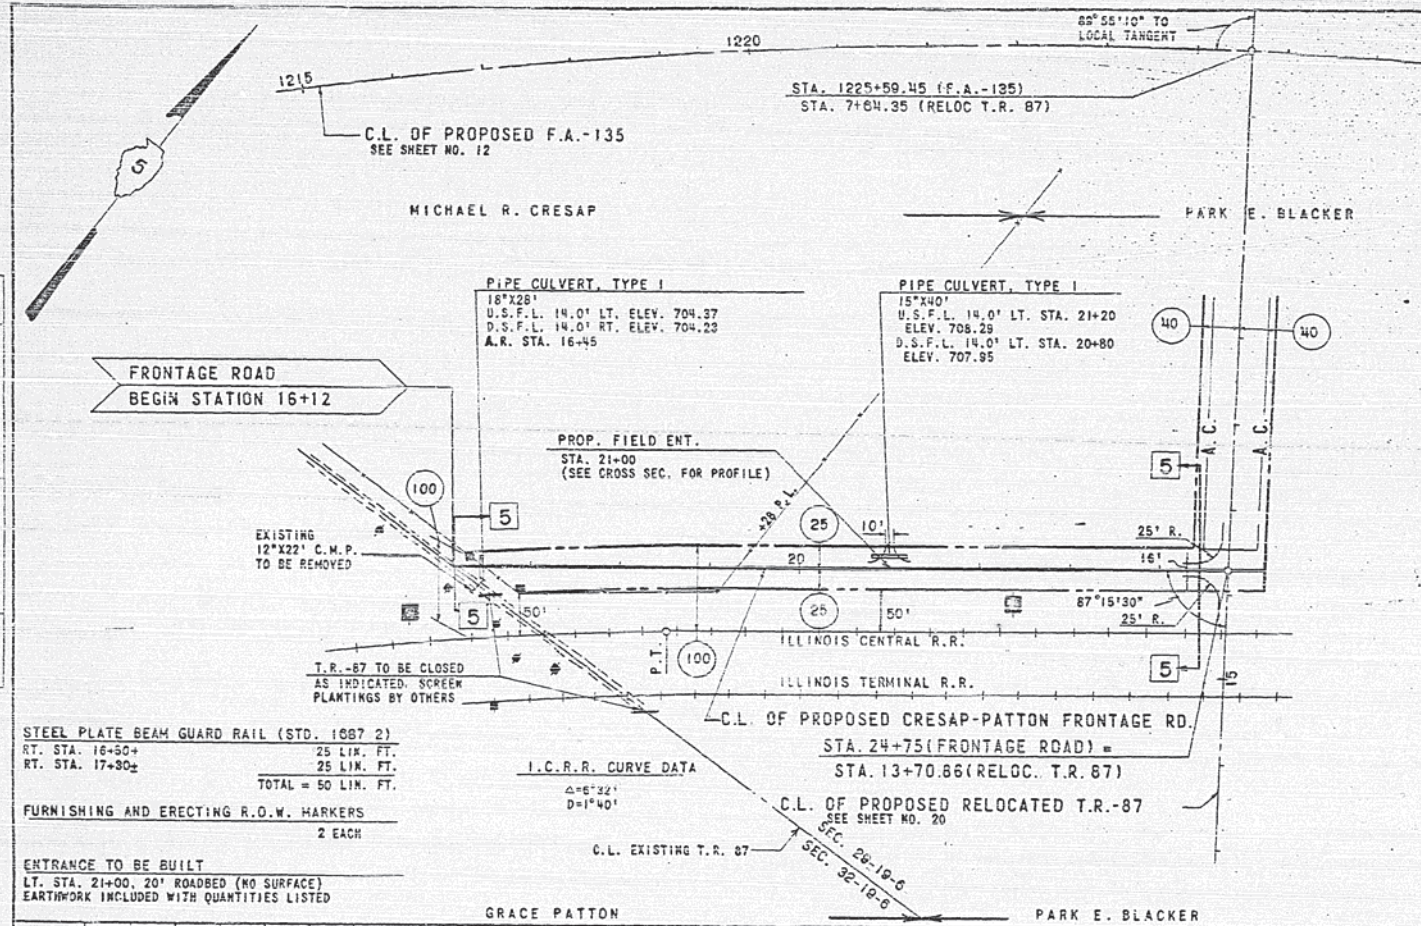 88°55'10" TO
LOCAL TANGENT
1220
1215
STA. 1225+59.45 (F.A.-135)
STA. 7+64.35 (RELOC T.R. 87)
C.L. OF PROPOSED F.A.-135
SEE SHEET NO. 12
5
MICHAEL R. CRESAP
PARK E. BLACKER
PIPE CULVERT, TYPE 1
18"X28'
U.S.F.L. 14.0' LT. ELEV. 704.37
D.S.F.L. 14.0' RT. ELEV. 704.23
A.R. STA. 16+45
PIPE CULVERT, TYPE 1
15"X40'
U.S.F.L. 14.0' LT. STA. 21+20
ELEV. 708.29
D.S.F.L. 14.0' LT. STA. 20+80
ELEV. 707.95
40
40
FRONTAGE ROAD
BEGIN STATION 16+12
A.C.
A.C.
PROP. FIELD ENT.
STA. 21+00
(SEE CROSS SEC. FOR PROFILE)
5
100
5
+28 P.L.
25
10'
25' R.
EXISTING
12"X22' C.M.P.
TO BE REMOVED
20
16'
87°15'30"
25' R.
5
50'
25
50'
P.T.
100
ILLINOIS CENTRAL R.R.
5
15
T.R.-87 TO BE CLOSED
AS INDICATED. SCREEN
PLANTINGS BY OTHERS
ILLINOIS TERMINAL R.R.
C.L. OF PROPOSED CRESAP-PATTON FRONTAGE RD.
STA. 24+75(FRONTAGE ROAD) =
STA. 13+70.86(RELOC. T.R. 87)
STEEL PLATE BEAM GUARD RAIL (STD. 1687 2)
RT. STA. 16+50± 25 LIN. FT.
RT. STA. 17+30± 25 LIN. FT.
TOTAL = 50 LIN. FT.
I.C.R.R. CURVE DATA
Δ=6°32'
D=1°40'
C.L. OF PROPOSED RELOCATED T.R.-87
SEE SHEET NO. 20
FURNISHING AND ERECTING R.O.W. MARKERS
2 EACH
C.L. EXISTING T.R. 87
SEC. 29-19-6
SEC. 32-19-6
ENTRANCE TO BE BUILT
LT. STA. 21+00, 20' ROADBED (NO SURFACE)
EARTHWORK INCLUDED WITH QUANTITIES LISTED
GRACE PATTON
PARK E. BLACKER